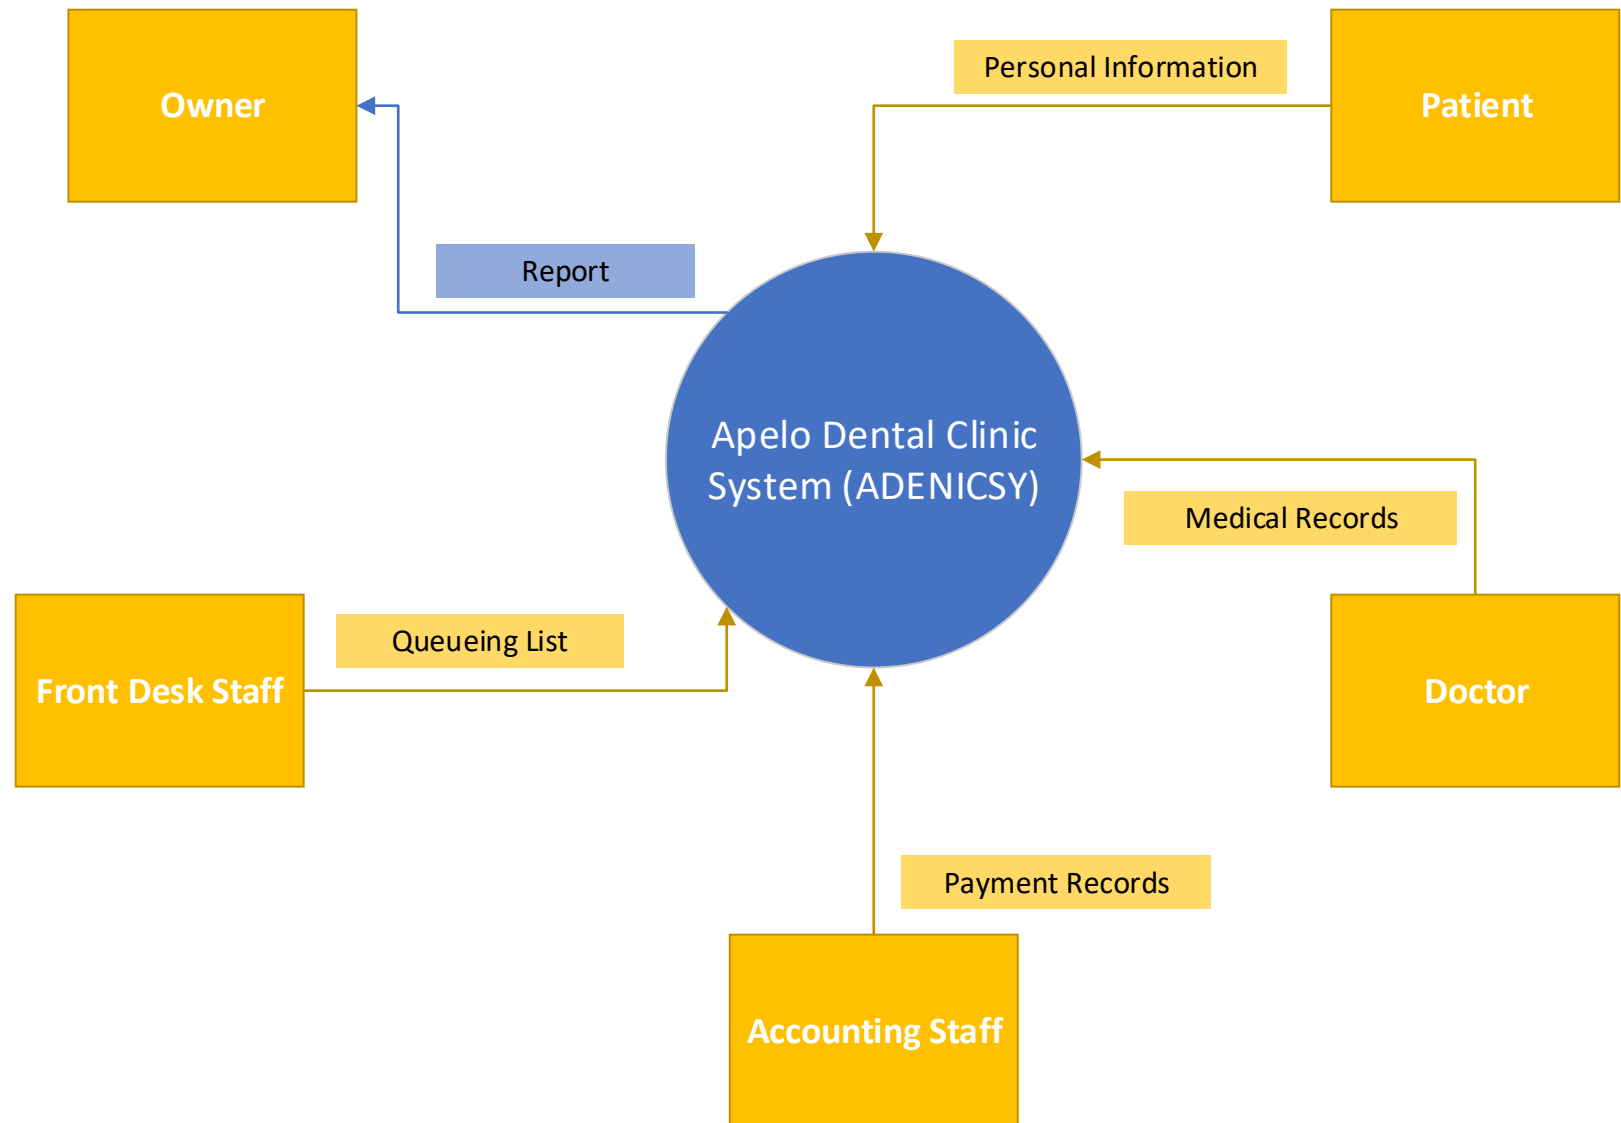 Owner
Personal Information
Patient
Report
Apelo Dental Clinic
System (ADENICSY)
Medical Records
Queueing List
Front Desk Staff
Doctor
Payment Records
Accounting Staff